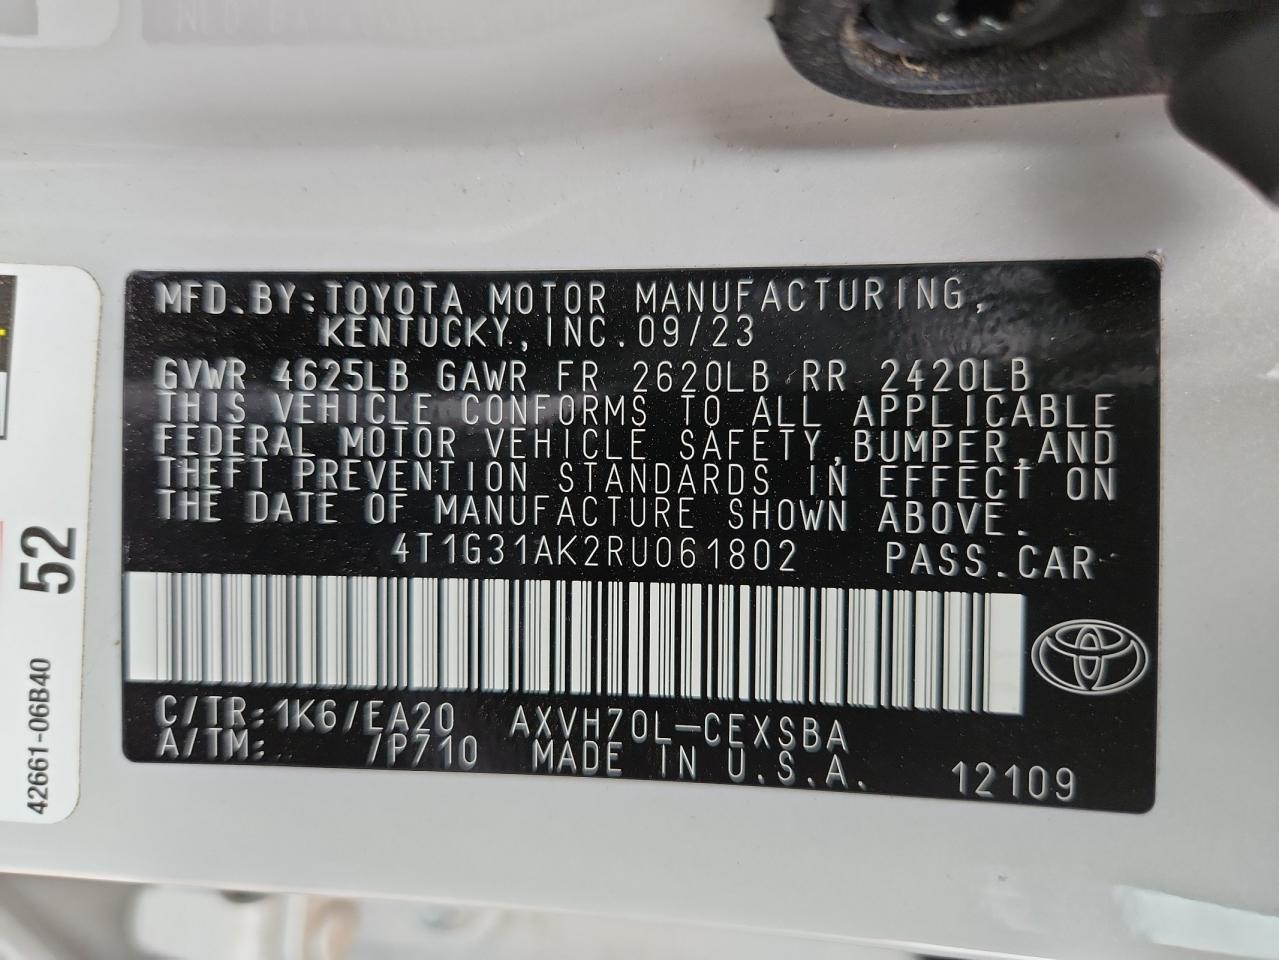 MFD.BY:TOYOTA MOTOR MANUFACTURING,
KENTUCKY,INC.09/23
GVWR 4625LB GAWR FR 2620LB RR 2420LB
THIS VEHICLE CONFORMS TO ALL APPLICABLE
FEDERAL MOTOR VEHICLE SAFETY,BUMPER,AND
THEFT PREVENTION STANDARDS IN EFFECT ON
THE DATE OF MANUFACTURE SHOWN ABOVE.
4T1G31AK2RU061802 PASS.CAR
C/TR:1K6/EA20 AXVH70L-CEXSBA
A/TM: /P710 MADE IN U.S.A. 12109
52
42661-06B40